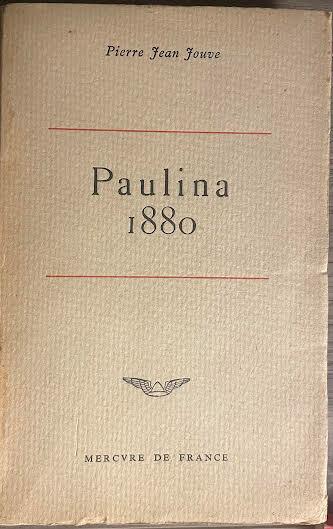 Pierre Jean Jouve
Paulina
1880
MERCVRE DE FRANCE